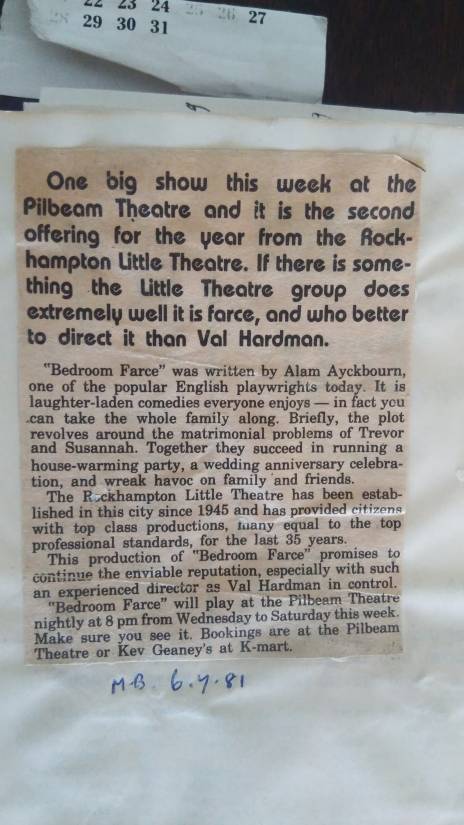 22 23 24
29 30 31
27
One big show this week at the
Pilbeam Theatre and it is the second
offering for the year from the Rock-
hampton Little Theatre. If there is some-
thing the Little Theatre group does
extremely well it is farce, and who better
to direct it than Val Hardman.
"Bedroom Farce" was written by Alam Ayckbourn,
one of the popular English playwrights today. It is
laughter-laden comedies everyone enjoys — in fact you
can take the whole family along. Briefly, the plot
revolves around the matrimonial problems of Trevor
and Susannah. Together they succeed in running a
house-warming party, a wedding anniversary celebra-
tion, and wreak havoc on family and friends.
The Rockhampton Little Theatre has been estab-
lished in this city since 1945 and has provided citizens
with top class productions, many equal to the top
professional standards, for the last 35 years.
This production of "Bedroom Farce" promises to
continue the enviable reputation, especially with such
an experienced director as Val Hardman in control.
"Bedroom Farce" will play at the Pilbeam Theatre
nightly at 8 pm from Wednesday to Saturday this week.
Make sure you see it. Bookings are at the Pilbeam
Theatre or Kev Geaney's at K-mart.
M.B. 6.7.81